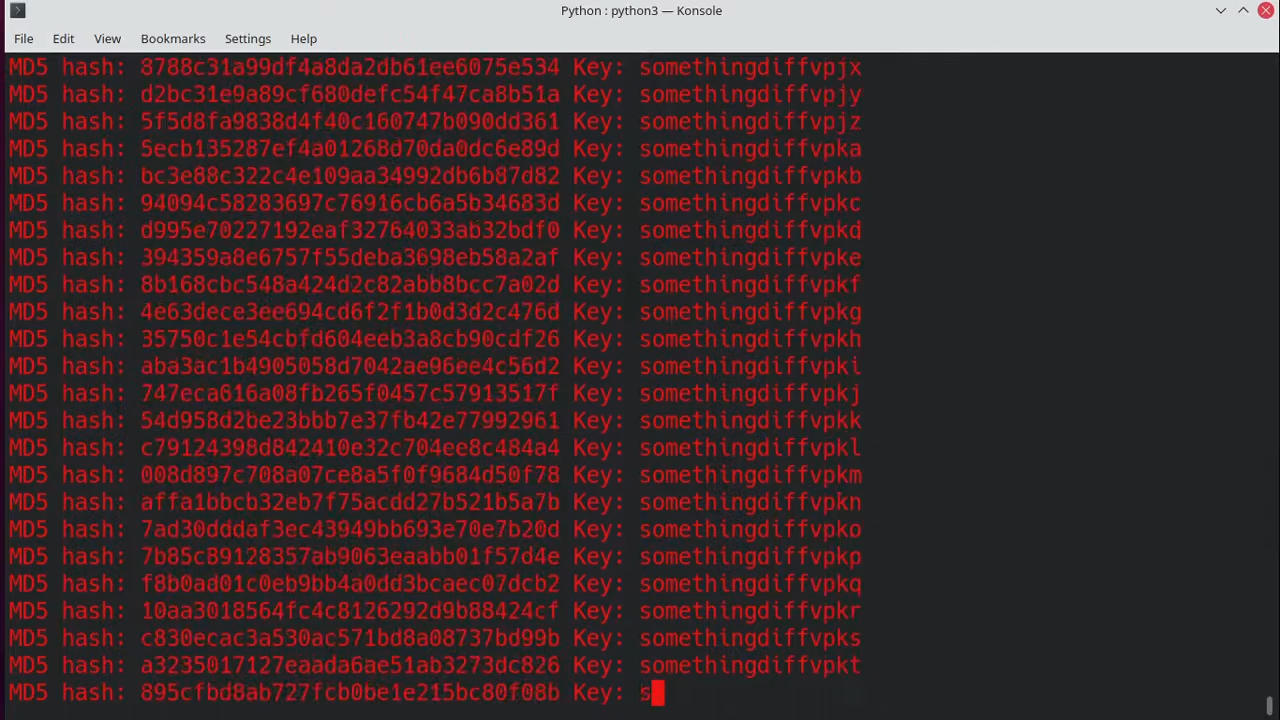 Python : python3 — Konsole
File Edit View Bookmarks Settings Help
MD5 hash: 8788c31a99df4a8da2db61ee6075e534 Key: somethingdiffvpjx
MD5 hash: d2bc31e9a89cf680defc54f47ca8b51a Key: somethingdiffvpjy
MD5 hash: 5f5d8fa9838d4f40c160747b090dd361 Key: somethingdiffvpjz
MD5 hash: 5ecb135287ef4a01268d70da0dc6e89d Key: somethingdiffvpka
MD5 hash: bc3e88c322c4e109aa34992db6b87d82 Key: somethingdiffvpkb
MD5 hash: 94094c58283697c76916cb6a5b34683d Key: somethingdiffvpkc
MD5 hash: d995e70227192eaf32764033ab32bdf0 Key: somethingdiffvpkd
MD5 hash: 394359a8e6757f55deba3698eb58a2af Key: somethingdiffvpke
MD5 hash: 8b168cbc548a424d2c82abb8bcc7a02d Key: somethingdiffvpkf
MD5 hash: 4e63dece3ee694cd6f2f1b0d3d2c476d Key: somethingdiffvpkg
MD5 hash: 35750c1e54cbfd604eeb3a8cb90cdf26 Key: somethingdiffvpkh
MD5 hash: aba3ac1b4905058d7042ae96ee4c56d2 Key: somethingdiffvpki
MD5 hash: 747eca616a08fb265f0457c57913517f Key: somethingdiffvpkj
MD5 hash: 54d958d2be23bbb7e37fb42e77992961 Key: somethingdiffvpkk
MD5 hash: c79124398d842410e32c704ee8c484a4 Key: somethingdiffvpkl
MD5 hash: 008d897c708a07ce8a5f0f9684d50f78 Key: somethingdiffvpkm
MD5 hash: affa1bbcb32eb7f75acdd27b521b5a7b Key: somethingdiffvpkn
MD5 hash: 7ad30dddaf3ec43949bb693e70e7b20d Key: somethingdiffvpko
MD5 hash: 7b85c89128357ab9063eaabb01f57d4e Key: somethingdiffvpkp
MD5 hash: f8b0ad01c0eb9bb4a0dd3bcaec07dcb2 Key: somethingdiffvpkq
MD5 hash: 10aa3018564fc4c8126292d9b88424cf Key: somethingdiffvpkr
MD5 hash: c830ecac3a530ac571bd8a08737bd99b Key: somethingdiffvpks
MD5 hash: a3235017127eaada6ae51ab3273dc826 Key: somethingdiffvpkt
MD5 hash: 895cfbd8ab727fcb0be1e215bc80f08b Key: s